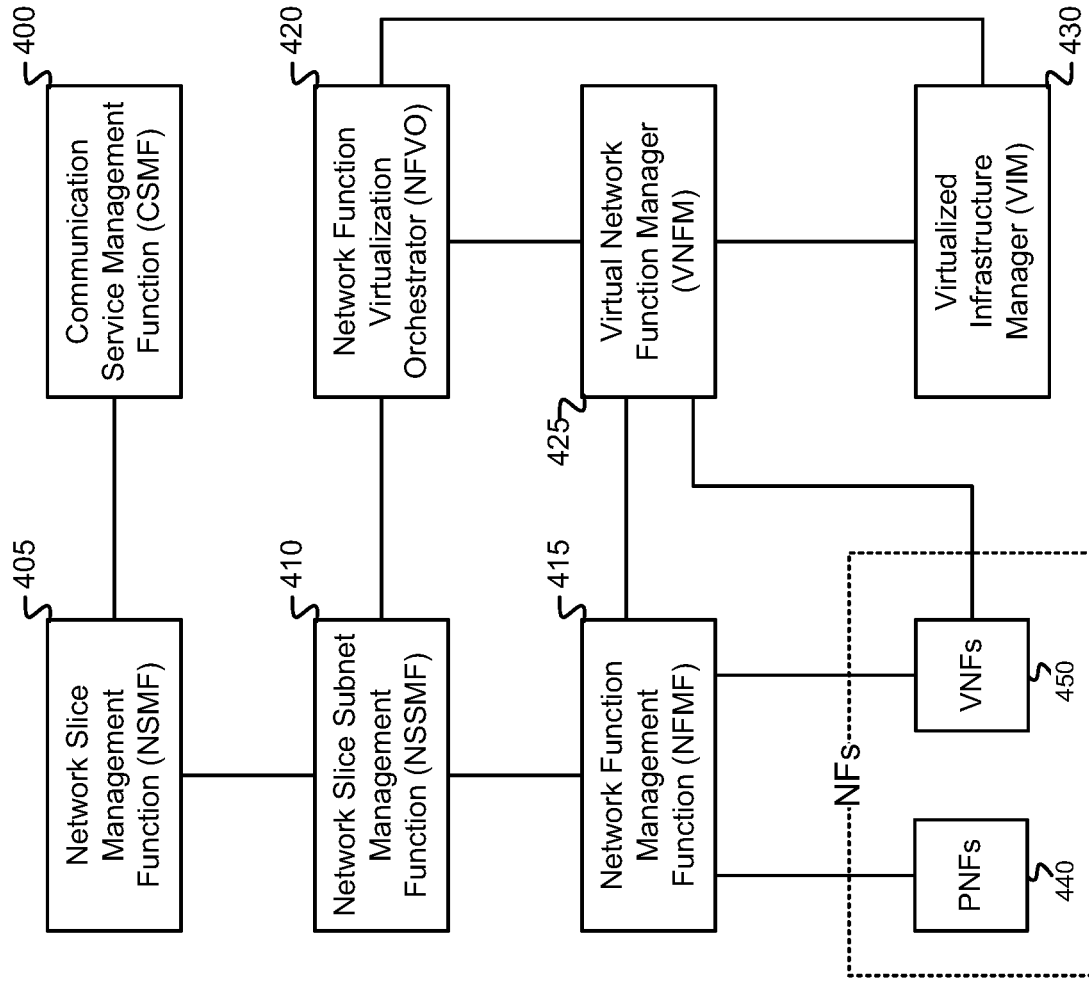 405
400
Network Slice
Management
Function (NSMF)
Communication
Service Management
Function (CSMF)
410
420
Network Slice Subnet
Management
Function (NSSMF)
Network Function
Virtualization
Orchestrator (NFVO)
415
425
Network Function
Management
Function (NFMF)
Virtual Network
Function Manager
(VNFM)
NFs
430
PNFs
VNFs
Virtualized
Infrastructure
Manager (VIM)
440
450